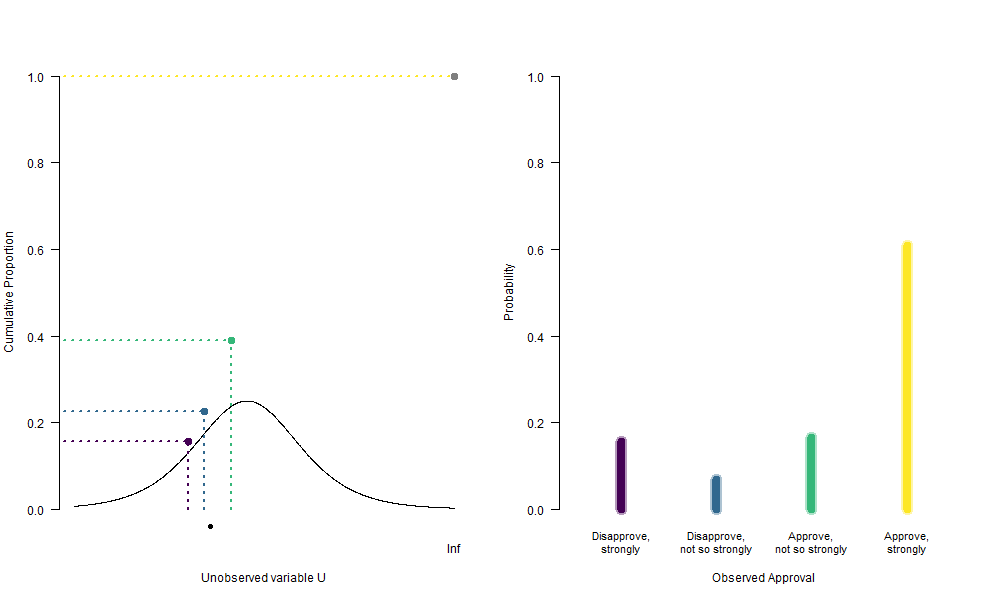 1.0
0.8
0.6
0.4
0.2
0.0
Cumulative Proportion
Inf
Unobserved variable U
1.0
0.8
0.6
0.4
0.2
0.0
Probability
Disapprove,
strongly
Disapprove,
not so strongly
Approve,
not so strongly
Approve,
strongly
Observed Approval